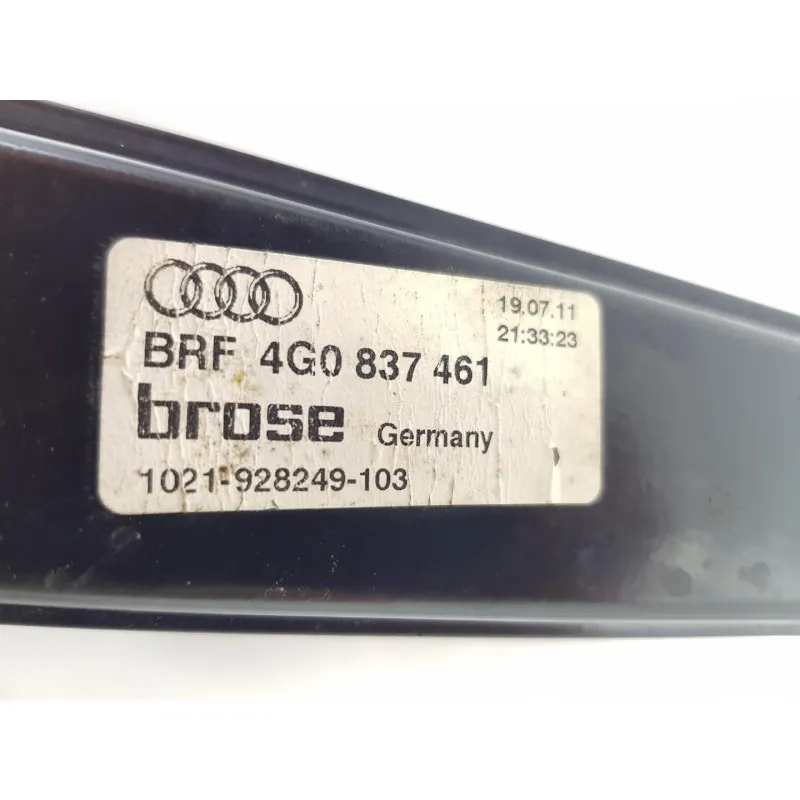 19.07.11
21:33:23
BRF 4G0 837 461
brose Germany
1021-928249-103